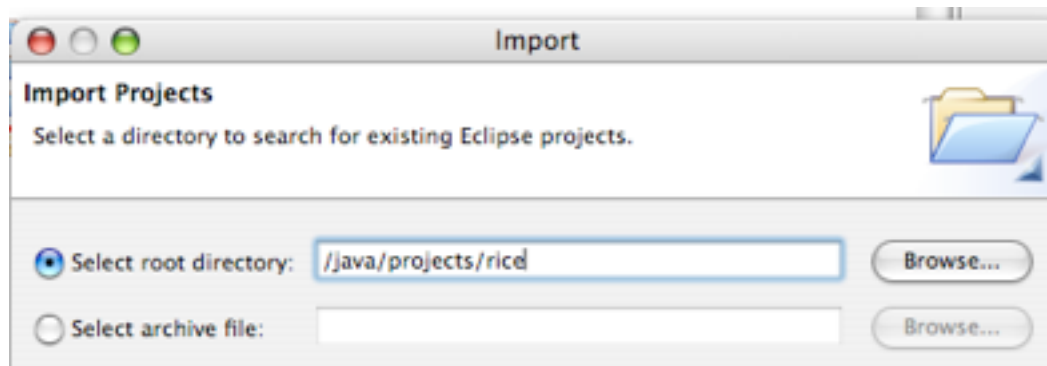 Import
Import Projects
Select a directory to search for existing Eclipse projects.
Select root directory: /java/projects/rice Browse...
Select archive file: Browse...